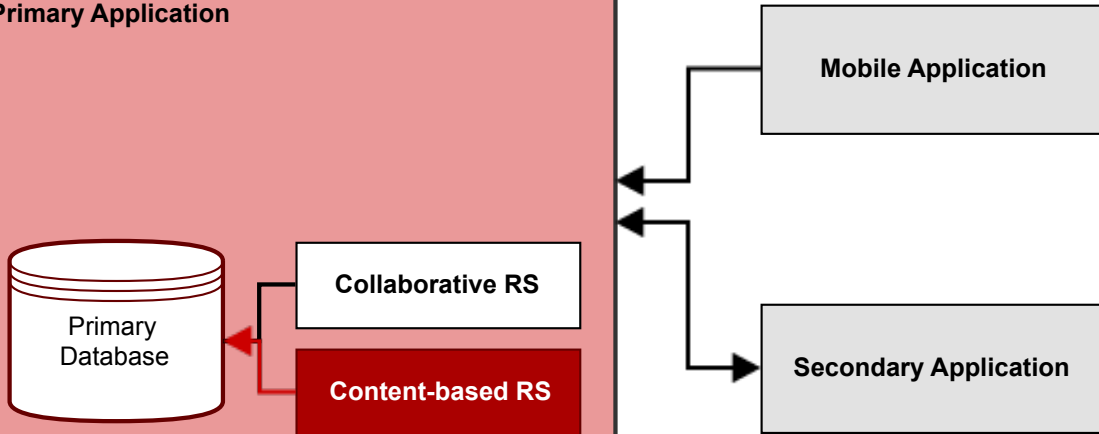 Primary Application
Mobile Application
Collaborative RS
Primary
Database
Content-based RS
Secondary Application